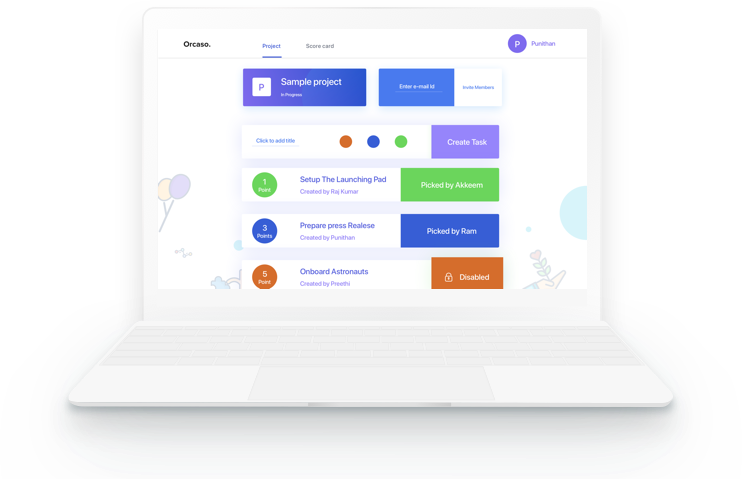 Orcaso.
Project
Score card
P
Punithan
P
Sample project
In Progress
Enter e-mail Id
Invite Members
Click to add title
Create Task
1
Point
Setup The Launching Pad
Created by Raj Kumar
Picked by Akkeem
3
Points
Prepare press Realese
Created by Punithan
Picked by Ram
5
Point
Onboard Astronauts
Created by Preethi
Disabled